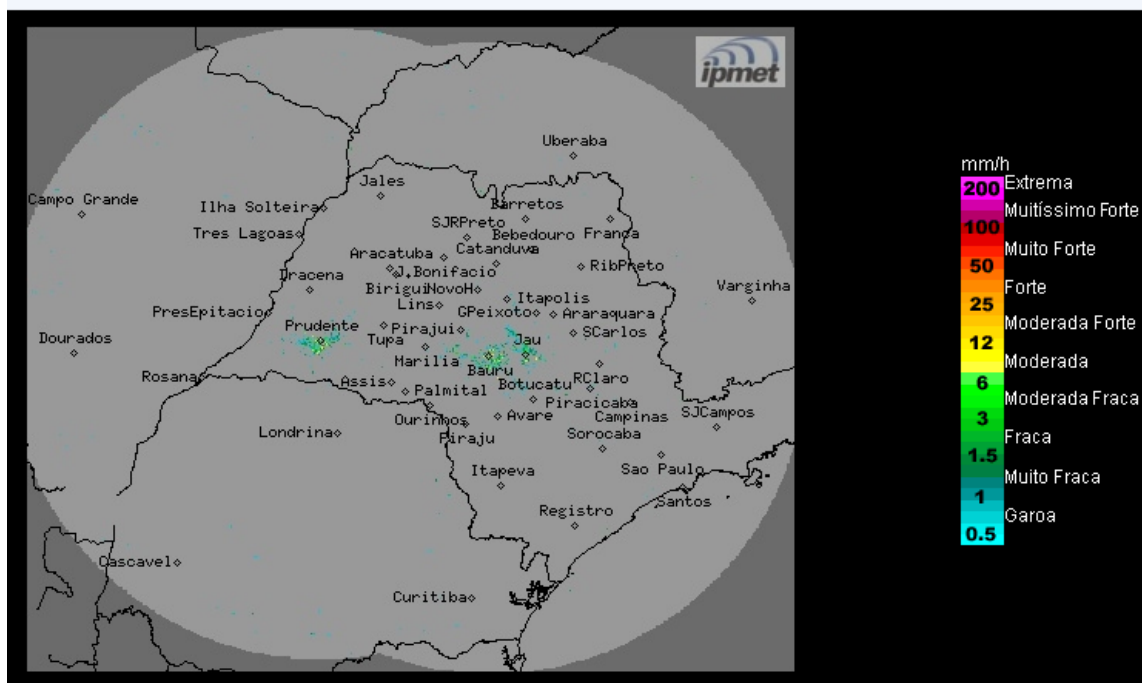 ipmet
Uberaba
Jales
Campo Grande
Ilha Solteira
Barretos
SJRPreto
Tres Lagoas
Bebedouro
Franca
Catanduva
Aracatuba
J.Bonifacio
RibPreto
Dracena
Birigui
NovoH
Varginha
Lins
Itapolis
PresEpitacio
GPeixoto
Araraquara
Prudente
Pirajui
SCarlos
Dourados
Tupa
Jau
Marilia
Bauru
Rosana
Assis
RClaro
Palmital
Botucatu
Piracicaba
Ourinhos
Avare
Campinas
SJCampos
Londrina
Piraju
Sorocaba
Itapeva
Sao Paulo
Santos
Registro
Cascavel
Curitiba
mm/h
200
Extrema
Muitíssimo Forte
100
Muito Forte
50
Forte
25
Moderada Forte
12
Moderada
6
Moderada Fraca
3
Fraca
1.5
Muito Fraca
1
Garoa
0.5